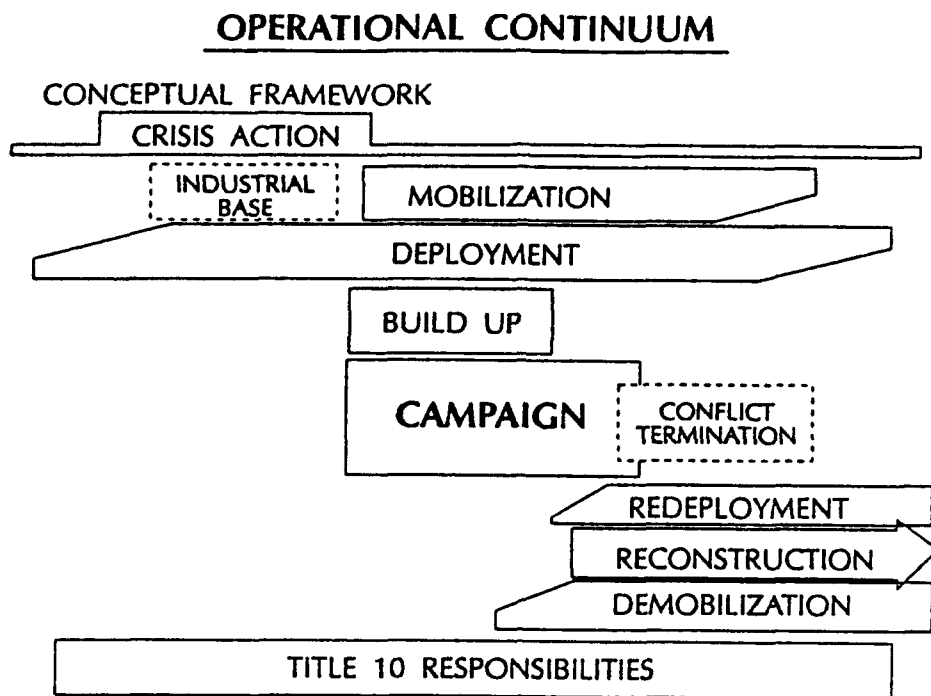 OPERATIONAL CONTINUUM
CONCEPTUAL FRAMEWORK
CRISIS ACTION
INDUSTRIAL
BASE
MOBILIZATION
DEPLOYMENT
BUILD UP
CAMPAIGN
CONFLICT
TERMINATION
REDEPLOYMENT
RECONSTRUCTION
DEMOBILIZATION
TITLE 10 RESPONSIBILITIES